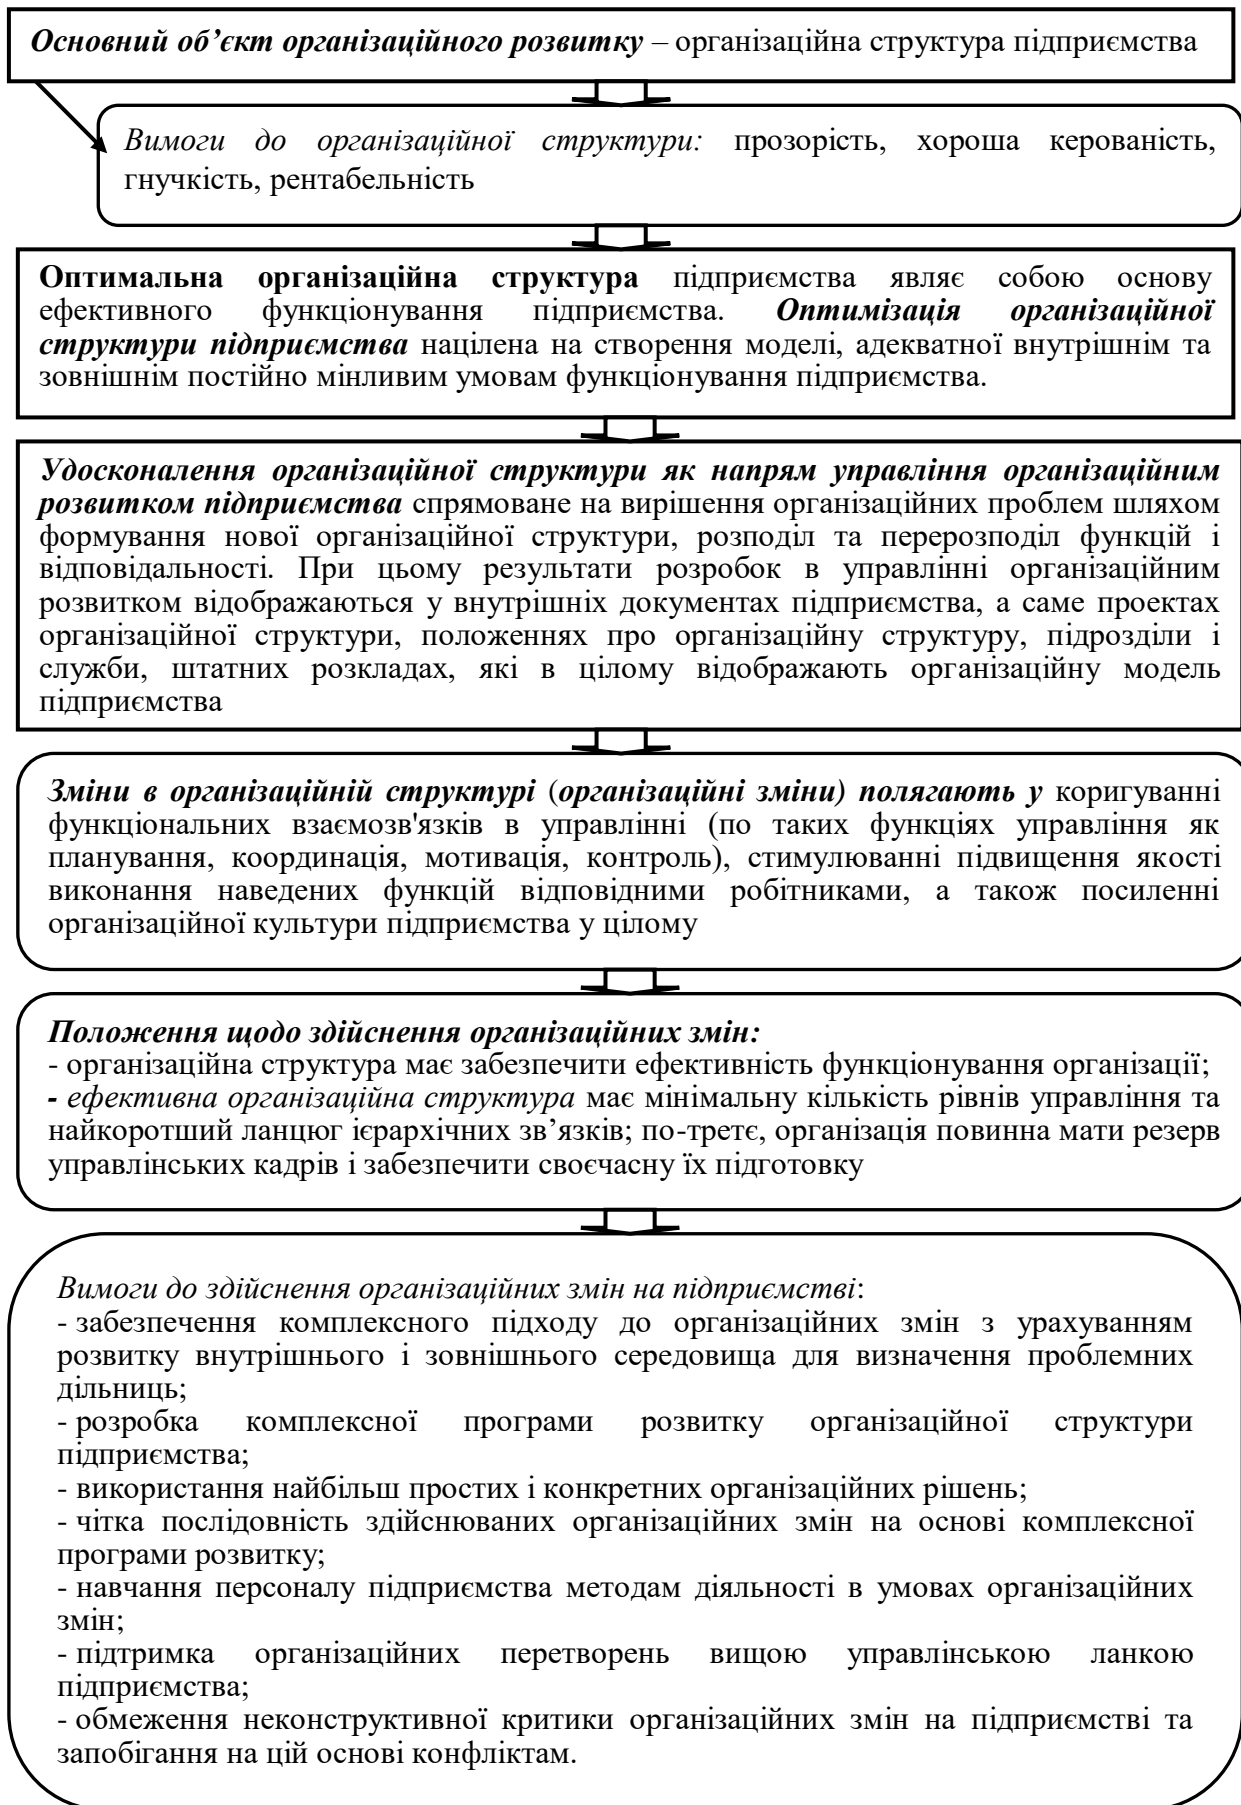 Основний об’єкт організаційного розвитку – організаційна структура підприємства
Вимоги до організаційної структури: прозорість, хороша керованість,
гнучкість, рентабельність
Оптимальна організаційна структура підприємства являє собою основу
ефективного функціонування підприємства. Оптимізація організаційної
структури підприємства націлена на створення моделі, адекватної внутрішнім та
зовнішнім постійно мінливим умовам функціонування підприємства.
Удосконалення організаційної структури як напрям управління організаційним
розвитком підприємства спрямоване на вирішення організаційних проблем шляхом
формування нової організаційної структури, розподіл та перерозподіл функцій і
відповідальності. При цьому результати розробок в управлінні організаційним
розвитком відображаються у внутрішніх документах підприємства, а саме проектах
організаційної структури, положеннях про організаційну структуру, підрозділи і
служби, штатних розкладах, які в цілому відображають організаційну модель
підприємства
Зміни в організаційній структурі (організаційні зміни) полягають у коригуванні
функціональних взаємозв'язків в управлінні (по таких функціях управління як
планування, координація, мотивація, контроль), стимулюванні підвищення якості
виконання наведених функцій відповідними робітниками, а також посиленні
організаційної культури підприємства у цілому
Положення щодо здійснення організаційних змін:
- організаційна структура має забезпечити ефективність функціонування організації;
- ефективна організаційна структура має мінімальну кількість рівнів управління та
найкоротший ланцюг ієрархічних зв’язків; по-третє, організація повинна мати резерв
управлінських кадрів і забезпечити своєчасну їх підготовку
Вимоги до здійснення організаційних змін на підприємстві:
- забезпечення комплексного підходу до організаційних змін з урахуванням
розвитку внутрішнього і зовнішнього середовища для визначення проблемних
дільниць;
- розробка комплексної програми розвитку організаційної структури
підприємства;
- використання найбільш простих і конкретних організаційних рішень;
- чітка послідовність здійснюваних організаційних змін на основі комплексної
програми розвитку;
- навчання персоналу підприємства методам діяльності в умовах організаційних
змін;
- підтримка організаційних перетворень вищою управлінською ланкою
підприємства;
- обмеження неконструктивної критики організаційних змін на підприємстві та
запобігання на цій основі конфліктам.